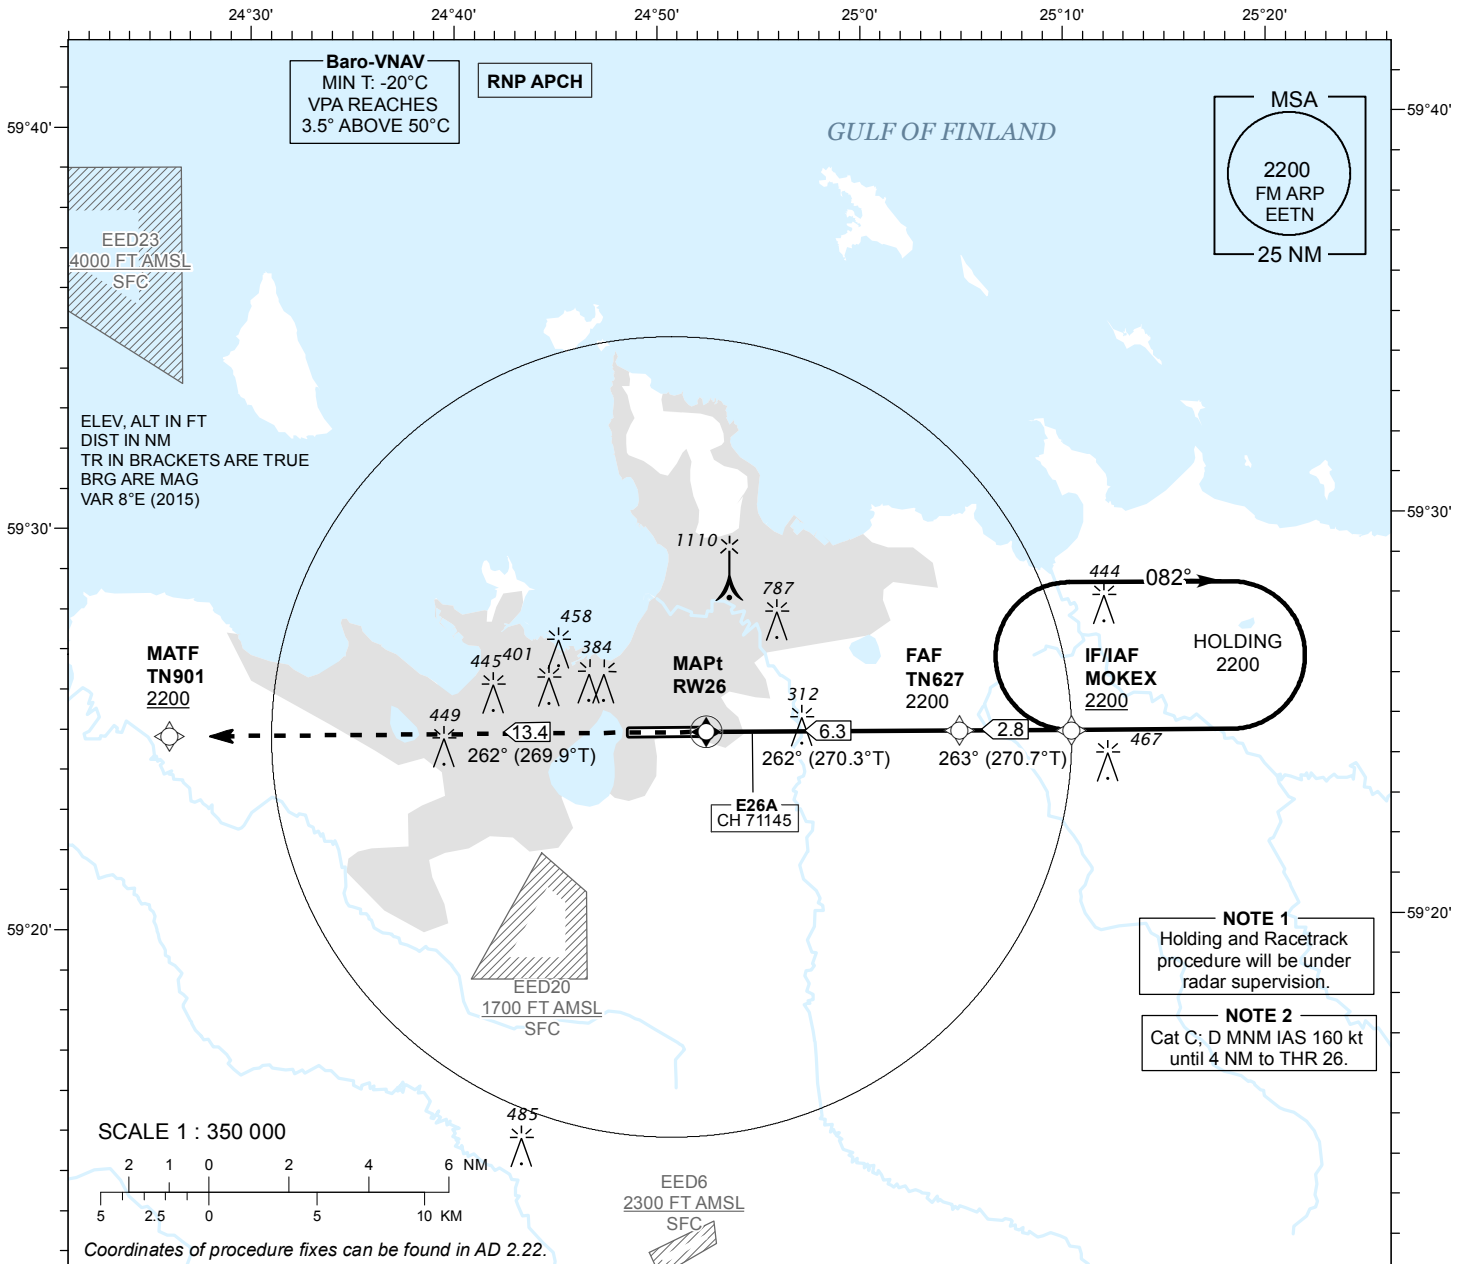 24°30'
24°40'
24°50'
25°0'
25°10'
25°20'
Baro-VNAV
MIN T: -20°C
VPA REACHES
3.5° ABOVE 50°C
RNP APCH
GULF OF FINLAND
MSA
2200
FM ARP
EETN
25 NM
59°40'
59°40'
EED23
4000 FT AMSL
SFC
ELEV, ALT IN FT
DIST IN NM
TR IN BRACKETS ARE TRUE
BRG ARE MAG
VAR 8°E (2015)
59°30'
59°30'
1110
787
444
082°
HOLDING
2200
458
445
401
384
449
312
467
MATF
TN901
2200
MAPt
RW26
FAF
TN627
2200
IF/IAF
MOKEX
2200
13.4
6.3
2.8
262° (269.9°T)
262° (270.3°T)
263° (270.7°T)
E26A
CH 71145
59°20'
59°20'
EED20
1700 FT AMSL
SFC
NOTE 1
Holding and Racetrack
procedure will be under
radar supervision.
NOTE 2
Cat C; D MNM IAS 160 kt
until 4 NM to THR 26.
485
SCALE 1 : 350 000
2 1 0 2 4 6 NM
5 2.5 0 5 10 KM
EED6
2300 FT AMSL
SFC
Coordinates of procedure fixes can be found in AD 2.22.